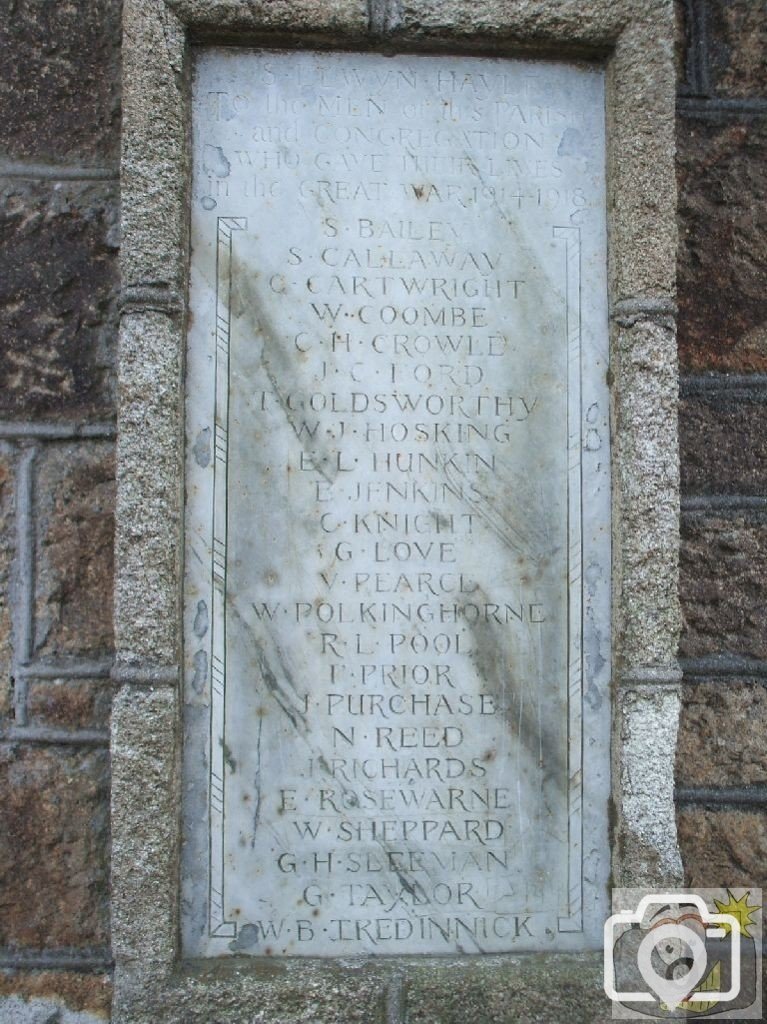 S. ELWYN HAYLE
TO the MEN of this PARISH
and CONGREGATION
WHO GAVE THEIR LIVES
in the GREAT WAR 1914-1918
S·BAILEY
S·CALLAWAY
C·CARTWRIGHT
W·COOMBE
C·H·CROWLE
J·C·FORD
T·GOLDSWORTHY
W·J·HOSKING
E·L·HUNKIN
E·JENKINS
C·KNIGHT
G·LOVE
V·PEARCE
W·POLKINGHORNE
R·L·POOL
F·PRIOR
J·PURCHASE
N·REED
J·RICHARDS
E·ROSEWARNE
W·SHEPPARD
G·H·SLEEMAN
G·TAYLOR
W·B·TREDINNICK